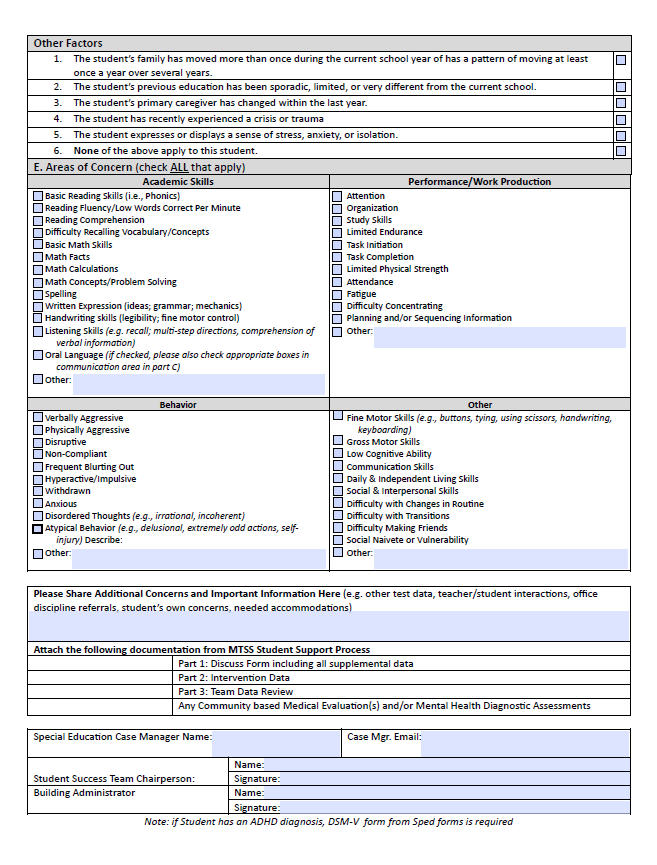 Other Factors
1. The student's family has moved more than once during the current school year of has a pattern of moving at least
once a year over several years.
2. The student's previous education has been sporadic, limited, or very different from the current school.
3. The student's primary caregiver has changed within the last year.
4. The student has recently experienced a crisis or trauma
5. The student expresses or displays a sense of stress, anxiety, or isolation.
6. None of the above apply to this student.
E. Areas of Concern (check ALL that apply)
Academic Skills
Basic Reading Skills (i.e., Phonics)
Reading Fluency/Low Words Correct Per Minute
Reading Comprehension
Difficulty Recalling Vocabulary/Concepts
Basic Math Skills
Math Facts
Math Calculations
Math Concepts/Problem Solving
Spelling
Written Expression (ideas; grammar; mechanics)
Handwriting skills (legibility; fine motor control)
Listening Skills (e.g. recall; multi-step directions, comprehension of
verbal information)
Oral Language (if checked, please also check appropriate boxes in
communication area in part C)
Other:
Performance/Work Production
Attention
Organization
Study Skills
Limited Endurance
Task Initiation
Task Completion
Limited Physical Strength
Attendance
Fatigue
Difficulty Concentrating
Planning and/or Sequencing Information
Other:
Behavior
Verbally Aggressive
Physically Aggressive
Disruptive
Non-Compliant
Frequent Blurting Out
Hyperactive/Impulsive
Withdrawn
Anxious
Disordered Thoughts (e.g., irrational, incoherent)
Atypical Behavior (e.g., delusional, extremely odd actions, self-
injury) Describe:
Other:
Other
Fine Motor Skills (e.g., buttons, tying, using scissors, handwriting,
keyboarding)
Gross Motor Skills
Low Cognitive Ability
Communication Skills
Daily & Independent Living Skills
Social & Interpersonal Skills
Difficulty with Changes in Routine
Difficulty with Transitions
Difficulty Making Friends
Social Naivete or Vulnerability
Other:
Please Share Additional Concerns and Important Information Here (e.g. other test data, teacher/student interactions, office
discipline referrals, student's own concerns, needed accommodations)
Attach the following documentation from MTSS Student Support Process
Part 1: Discuss Form including all supplemental data
Part 2: Intervention Data
Part 3: Team Data Review
Any Community based Medical Evaluation(s) and/or Mental Health Diagnostic Assessments
Special Education Case Manager Name:
Case Mgr. Email:
Name:
Student Success Team Chairperson:
Signature:
Building Administrator
Name:
Signature:
Note: if Student has an ADHD diagnosis, DSM-V form from Sped forms is required